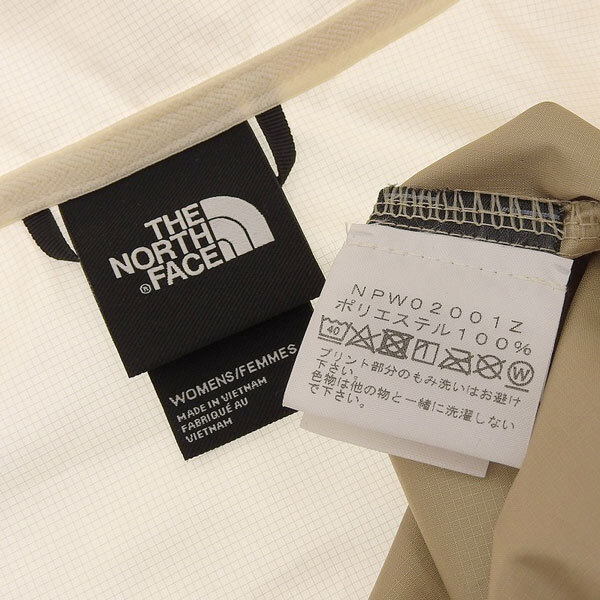 THE
NORTH
FACE
®
WOMENS/FEMMES
MADE IN VIETNAM
FABRIQUÉ AU
VIETNAM
NPW02001Z
ポリエステル100%
40 W
プリント部分のもみ洗いはお避け
下さい。
色物は他の物と一緒に洗濯しない
で下さい。